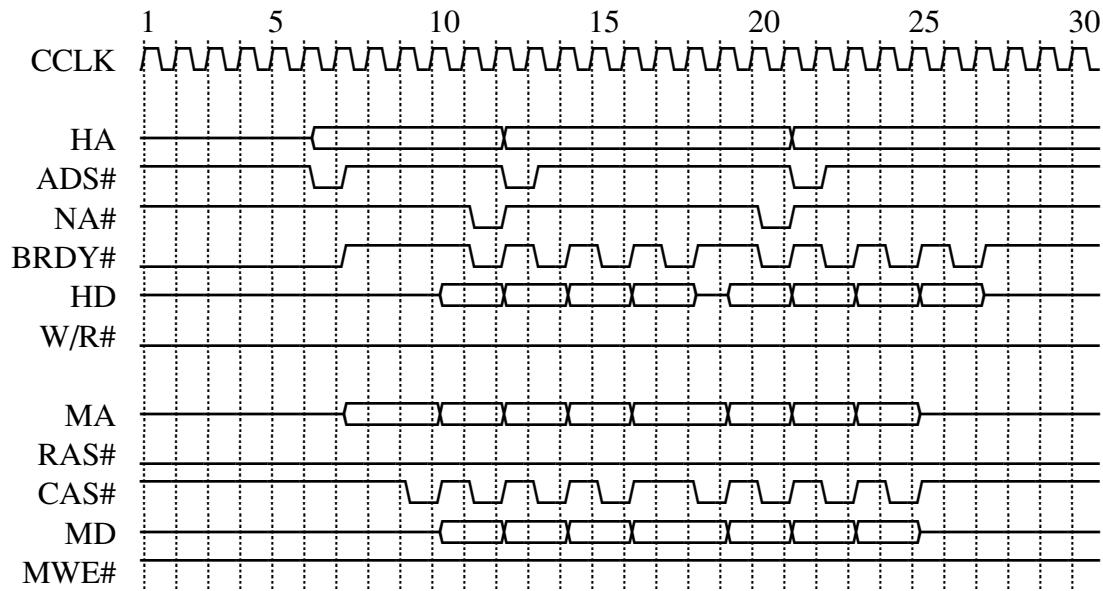 1 5 10 15 20 25 30
CCLK
HA
ADS#
NA#
BRDY#
HD
W/R#
MA
RAS#
CAS#
MD
MWE#